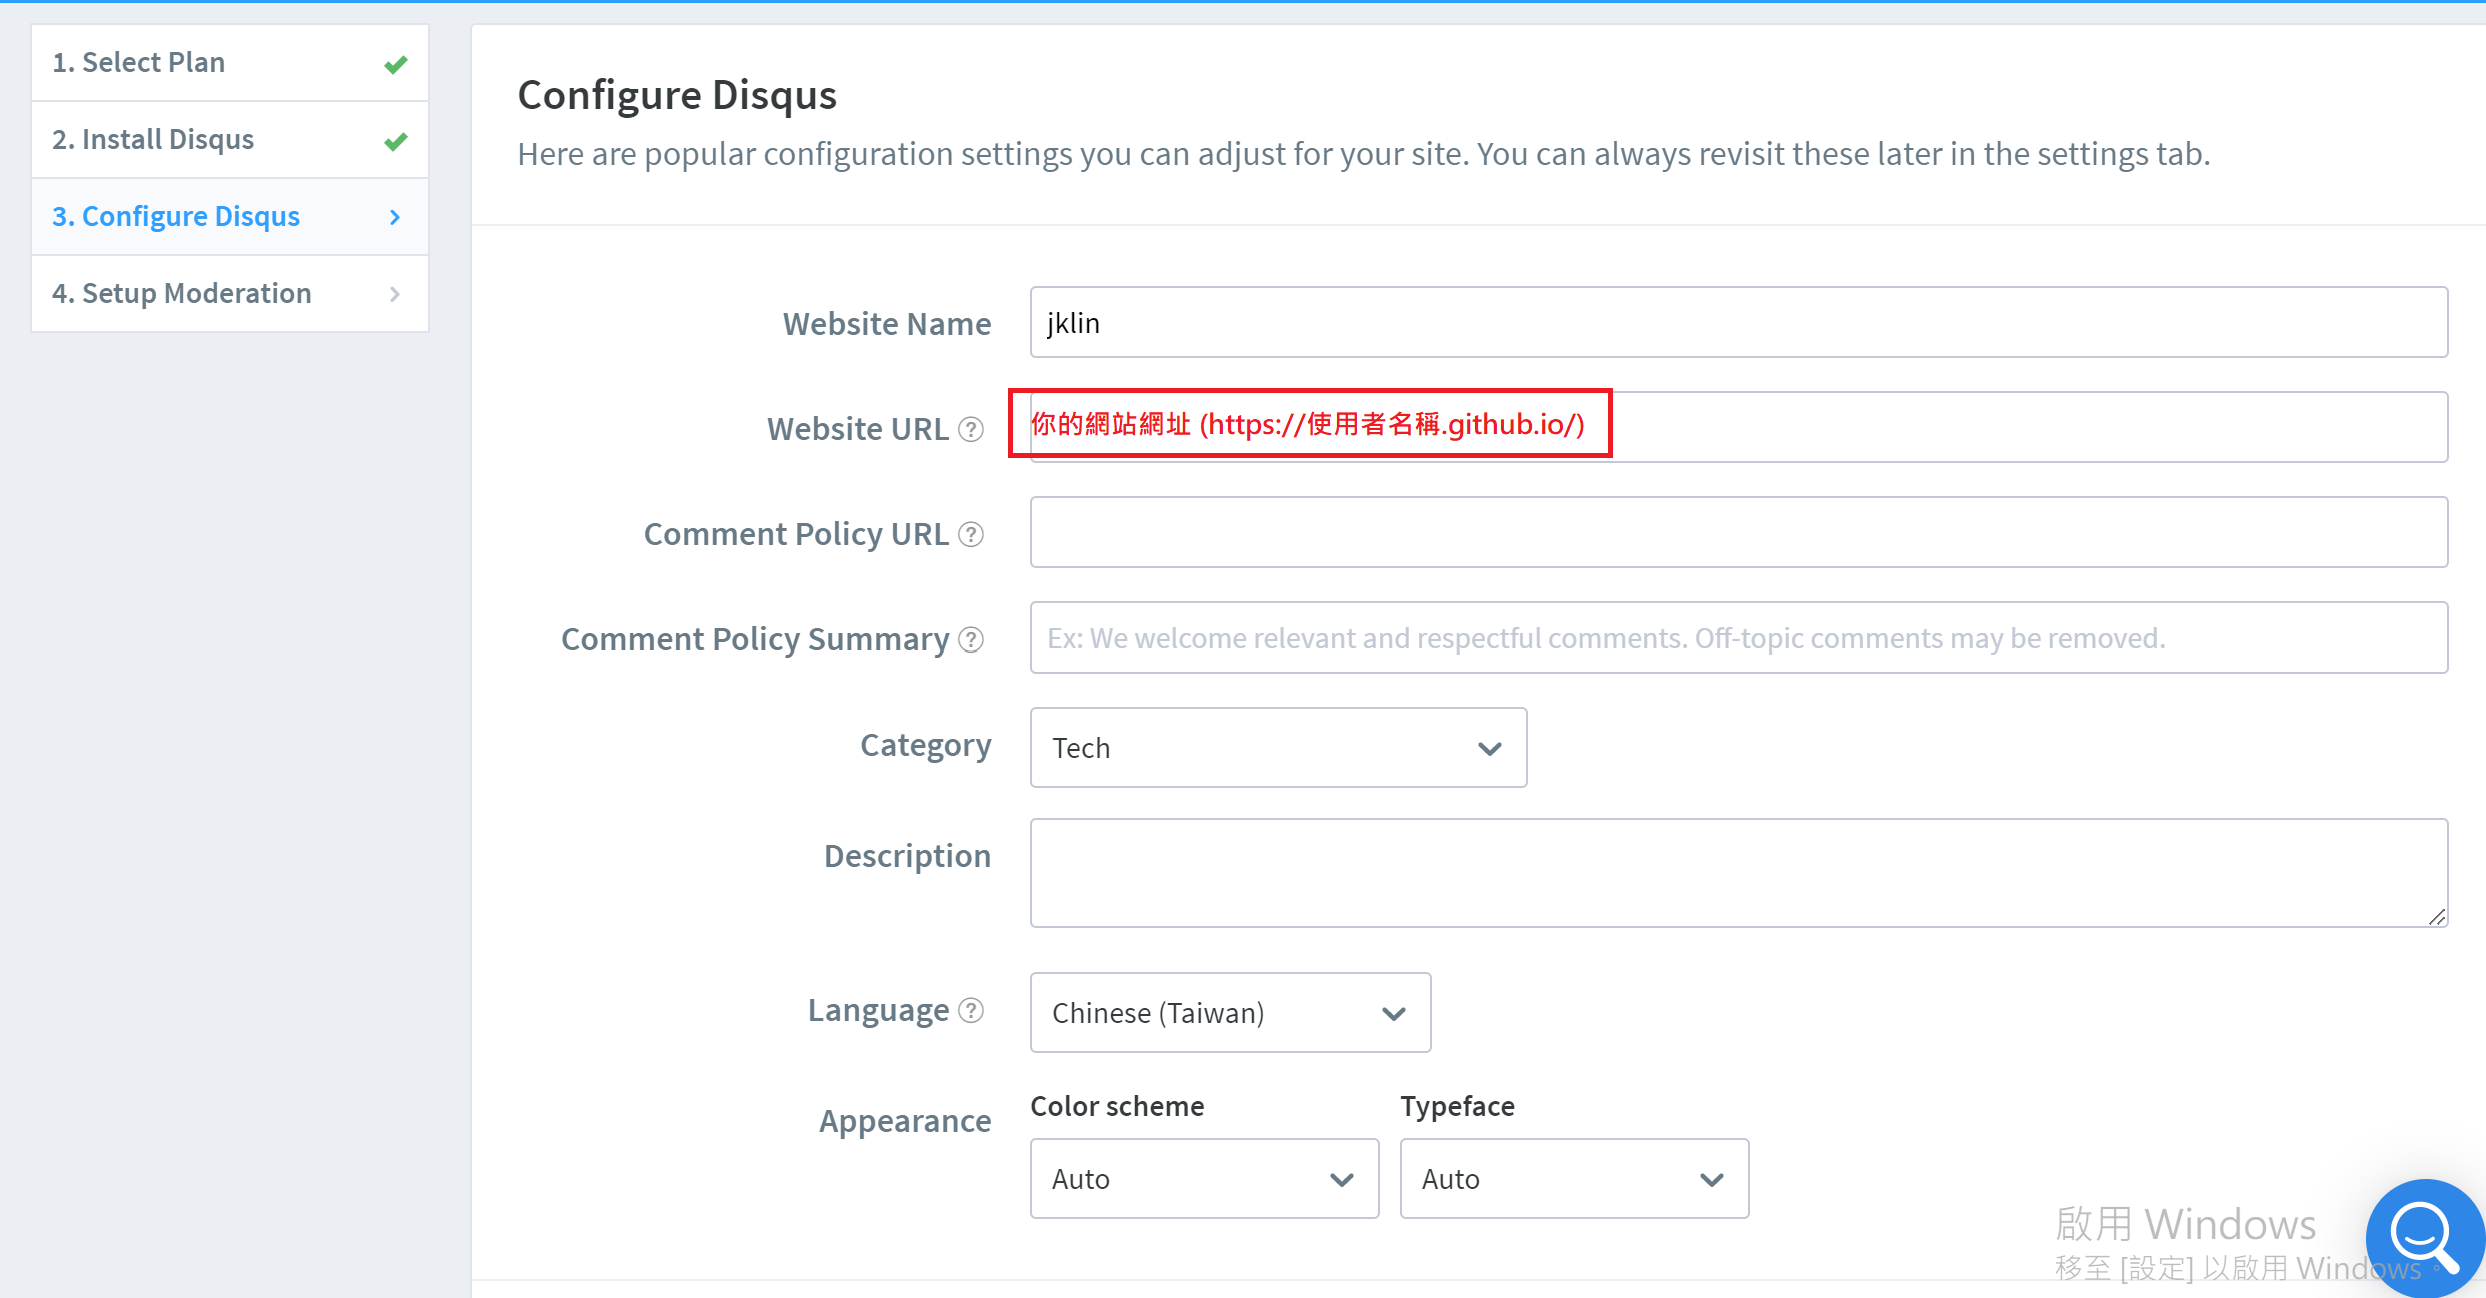 1. Select Plan
2. Install Disqus
3. Configure Disqus
4. Setup Moderation
Configure Disqus
Here are popular configuration settings you can adjust for your site. You can always revisit these later in the settings tab.
Website Name
jklin
Website URL ?
你的網站網址 (https://使用者名稱.github.io/)
Comment Policy URL ?
Comment Policy Summary ?
Ex: We welcome relevant and respectful comments. Off-topic comments may be removed.
Category
Tech
Description
Language ?
Chinese (Taiwan)
Appearance
Color scheme
Typeface
Auto
Auto
啟用 Windows
移至 [設定] 以啟用 Windows。